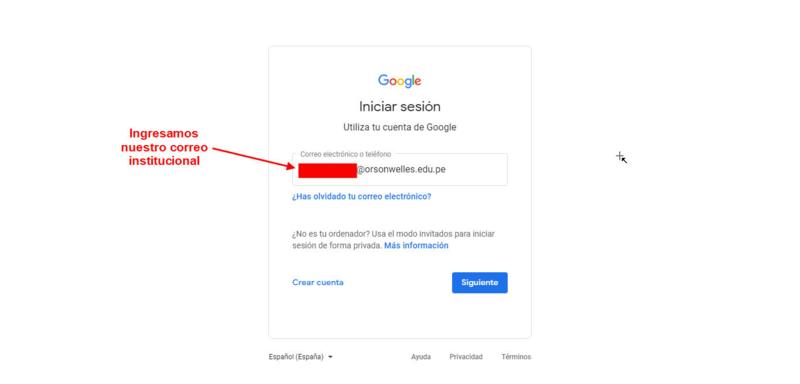 Google
Iniciar sesión
Utiliza tu cuenta de Google
Ingresamos
nuestro correo
institucional
Correo electrónico o teléfono
@orsonwelles.edu.pe
¿Has olvidado tu correo electrónico?
¿No es tu ordenador? Usa el modo invitados para iniciar
sesión de forma privada. Más información
Crear cuenta
Siguiente
Español (España)
Ayuda
Privacidad
Términos